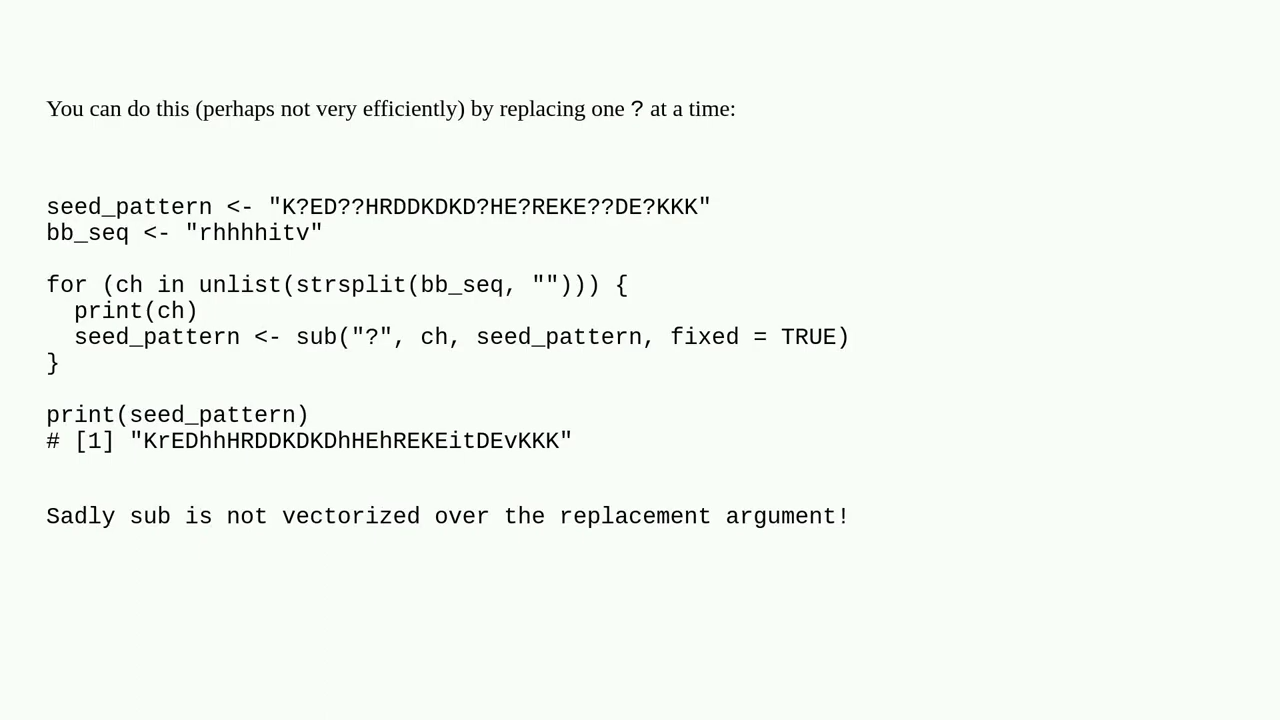 You can do this (perhaps not very efficiently) by replacing one ? at a time:
seed_pattern <- "K?ED??HRDDKDKD?HE?REKE??DE?KKK"
bb_seq <- "rhhhhitv"
for (ch in unlist(strsplit(bb_seq, ""))) {
  print(ch)
  seed_pattern <- sub("?", ch, seed_pattern, fixed = TRUE)
}
print(seed_pattern)
# [1] "KrEDhhHRDDKDKDhHEhREKEitDEvKKK"
Sadly sub is not vectorized over the replacement argument!